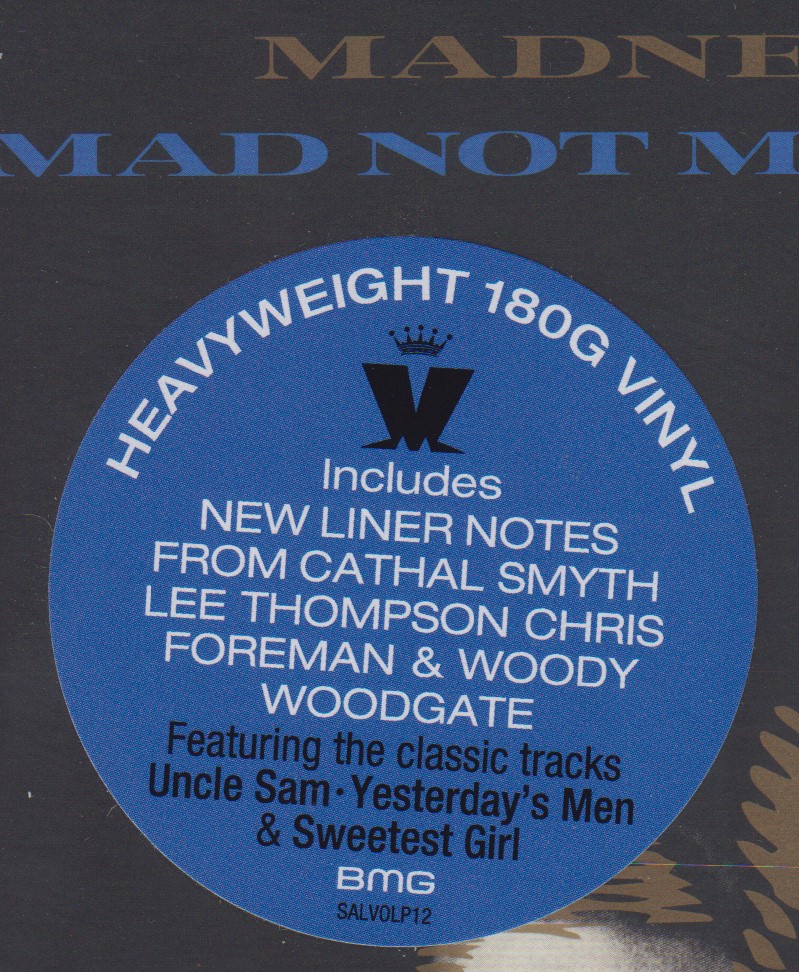 MADNE
MAD NOT M
HEAVYWEIGHT 180G VINYL
Includes
NEW LINER NOTES
FROM CATHAL SMYTH
LEE THOMPSON CHRIS
FOREMAN & WOODY
WOODGATE
Featuring the classic tracks
Uncle Sam · Yesterday's Men
& Sweetest Girl
BMG
SALVOLP12